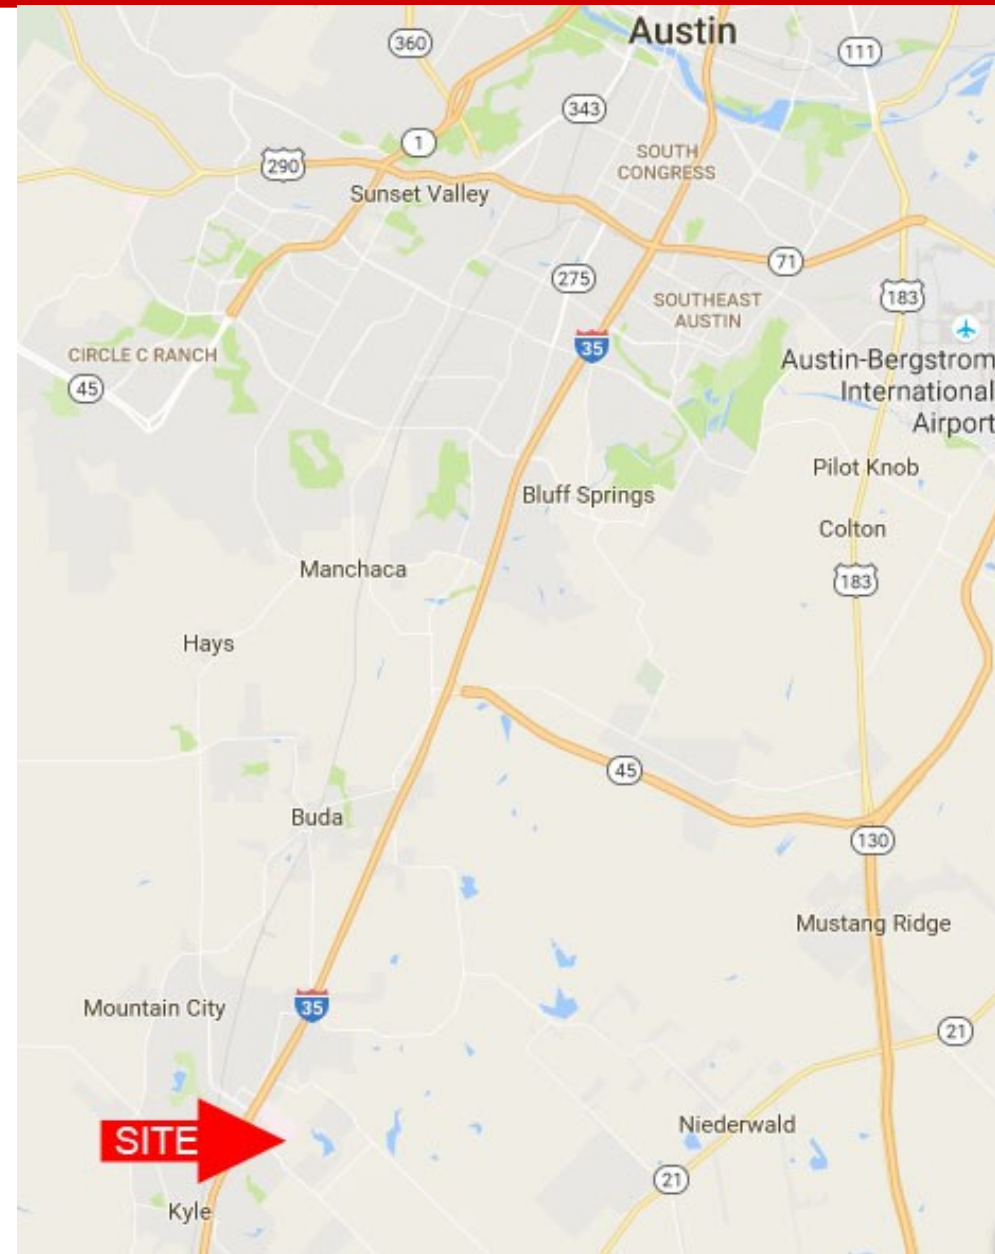 Austin
360
111
343
1
SOUTH
CONGRESS
290
Sunset Valley
71
275
183
SOUTHEAST
AUSTIN
35
CIRCLE C RANCH
Austin-Bergstrom
International
Airport
45
Pilot Knob
Bluff Springs
Colton
Manchaca
183
Hays
45
Buda
130
Mustang Ridge
Mountain City
35
21
SITE
Niederwald
21
Kyle